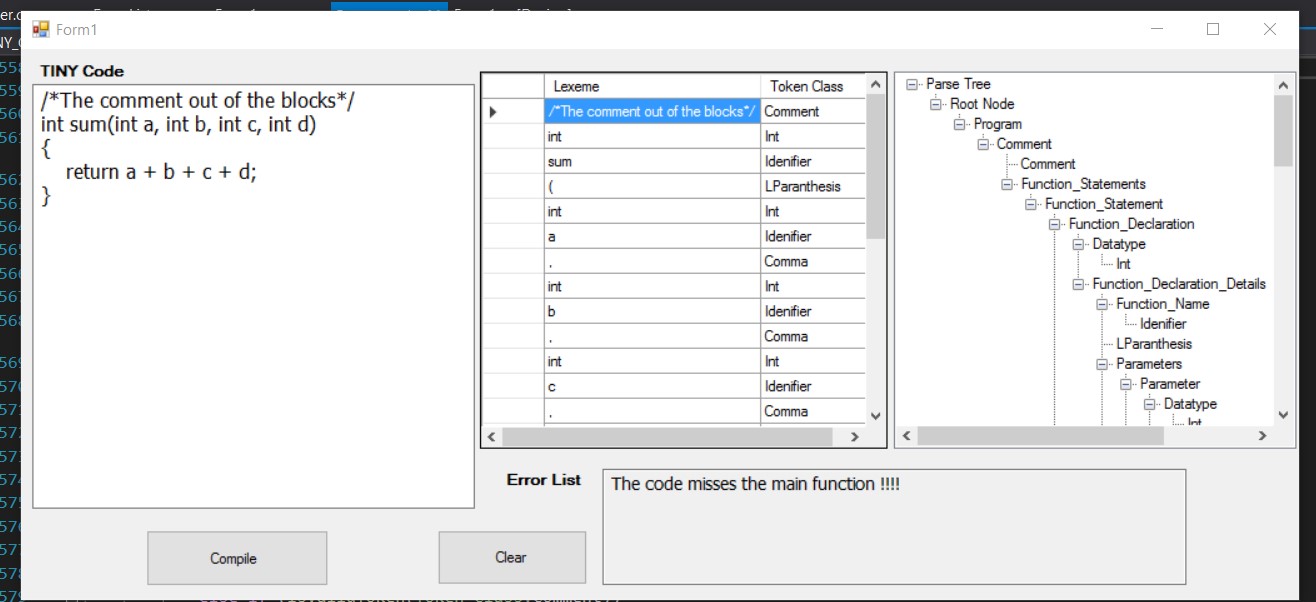 Form1
TINY Code
/*The comment out of the blocks*/
int sum(int a, int b, int c, int d)
{
return a + b + c + d;
}
Lexeme Token Class
/*The comment out of the blocks*/ Comment
int Int
sum Idenifier
( LParanthesis
int Int
a Idenifier
, Comma
int Int
b Idenifier
, Comma
int Int
c Idenifier
, Comma
Parse Tree
Root Node
Program
Comment
Comment
Function_Statements
Function_Statement
Function_Declaration
Datatype
Int
Function_Declaration_Details
Function_Name
Idenifier
LParanthesis
Parameters
Parameter
Datatype
Int
Error List
The code misses the main function !!!!
Compile
Clear